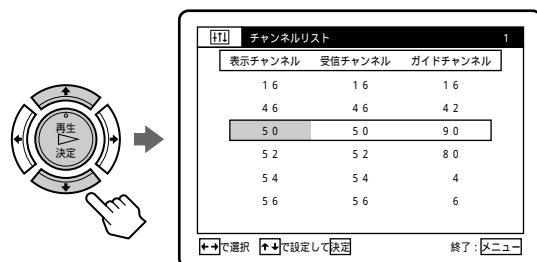 チャンネルリスト 1
表示チャンネル 受信チャンネル ガイドチャンネル
16 16 16
46 46 42
50 50 90
52 52 80
54 54 4
56 56 6
再生
決定
←→で選択 ↑↓で設定して決定 終了:メニュー